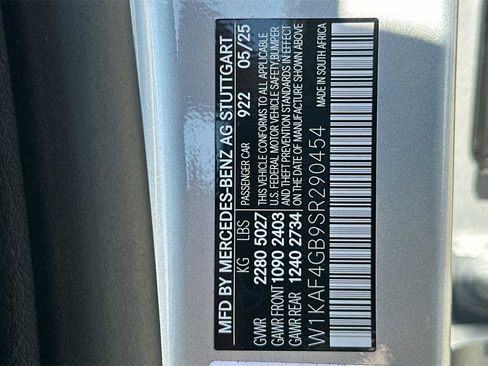 MFD BY MERCEDES-BENZ AG STUTTGART
PASSENGER CAR 922 05/25
KG LBS
GVWR 2280 5027
GAWR FRONT 1090 2403
GAWR REAR 1240 2734
THIS VEHICLE CONFORMS TO ALL APPLICABLE
U.S. FEDERAL MOTOR VEHICLE SAFETY,BUMPER
AND THEFT PREVENTION STANDARDS IN EFFECT
ON THE DATE OF MANUFACTURE SHOWN ABOVE
W1KAF4GB9SR290454
MADE IN SOUTH AFRICA